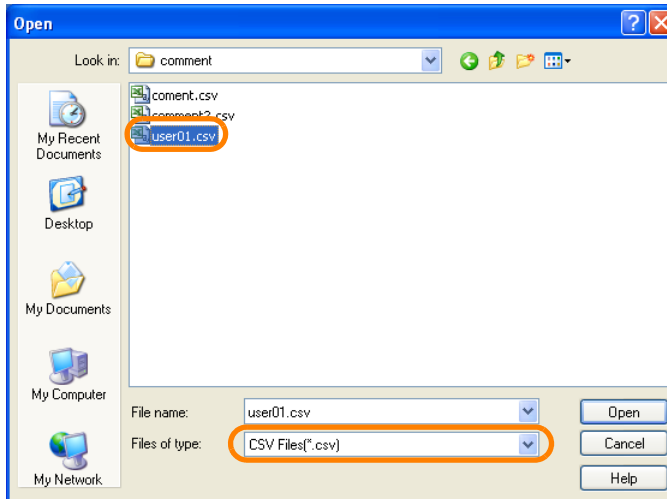 Open
Look in: comment
coment.csv
comment2.csv
user01.csv
My Recent
Documents
Desktop
My Documents
My Computer
My Network
File name: user01.csv Open
Files of type: CSV Files(*.csv) Cancel
Help